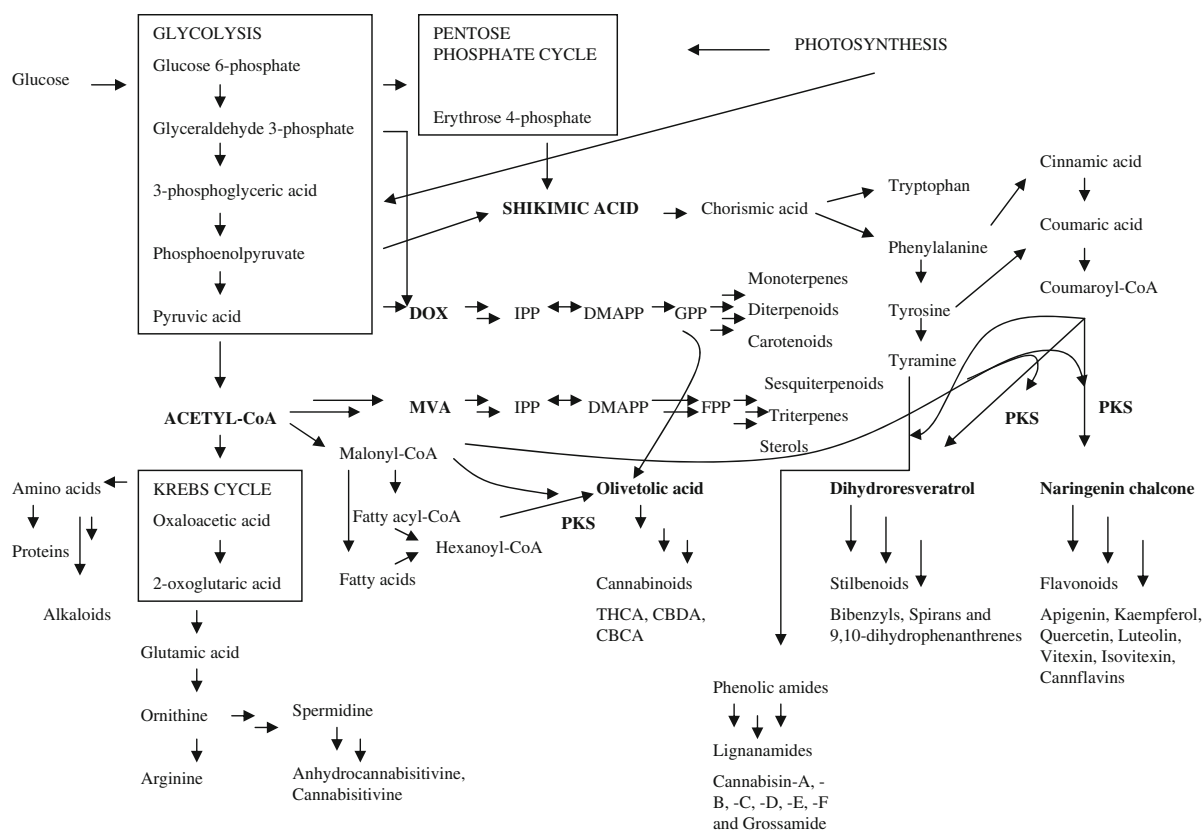 GLYCOLYSIS
Glucose 6-phosphate
Glyceraldehyde 3-phosphate
3-phosphoglyceric acid
Phosphoenolpyruvate
Pyruvic acid
Glucose
PENTOSE
PHOSPHATE CYCLE
Erythrose 4-phosphate
PHOTOSYNTHESIS
SHIKIMIC ACID
Chorismic acid
Tryptophan
Phenylalanine
Tyrosine
Tyramine
Cinnamic acid
Coumaric acid
Coumaroyl-CoA
DOX
IPP
DMAPP
GPP
Monoterpenes
Diterpenoids
Carotenoids
ACETYL-CoA
MVA
IPP
DMAPP
FPP
Sesquiterpenoids
Triterpenes
Sterols
PKS
PKS
Malonyl-CoA
Fatty acyl-CoA
Hexanoyl-CoA
Fatty acids
PKS
Olivetolic acid
Cannabinoids
THCA, CBDA,
CBCA
Dihydroresveratrol
Stilbenoids
Bibenzyls, Spirans and
9,10-dihydrophenanthrenes
Naringenin chalcone
Flavonoids
Apigenin, Kaempferol,
Quercetin, Luteolin,
Vitexin, Isovitexin,
Cannflavins
Amino acids
Proteins
Alkaloids
KREBS CYCLE
Oxaloacetic acid
2-oxoglutaric acid
Glutamic acid
Ornithine
Arginine
Spermidine
Anhydrocannabisitivine,
Cannabisitivine
Phenolic amides
Lignanamides
Cannabisin-A, -
B, -C, -D, -E, -F
and Grossamide